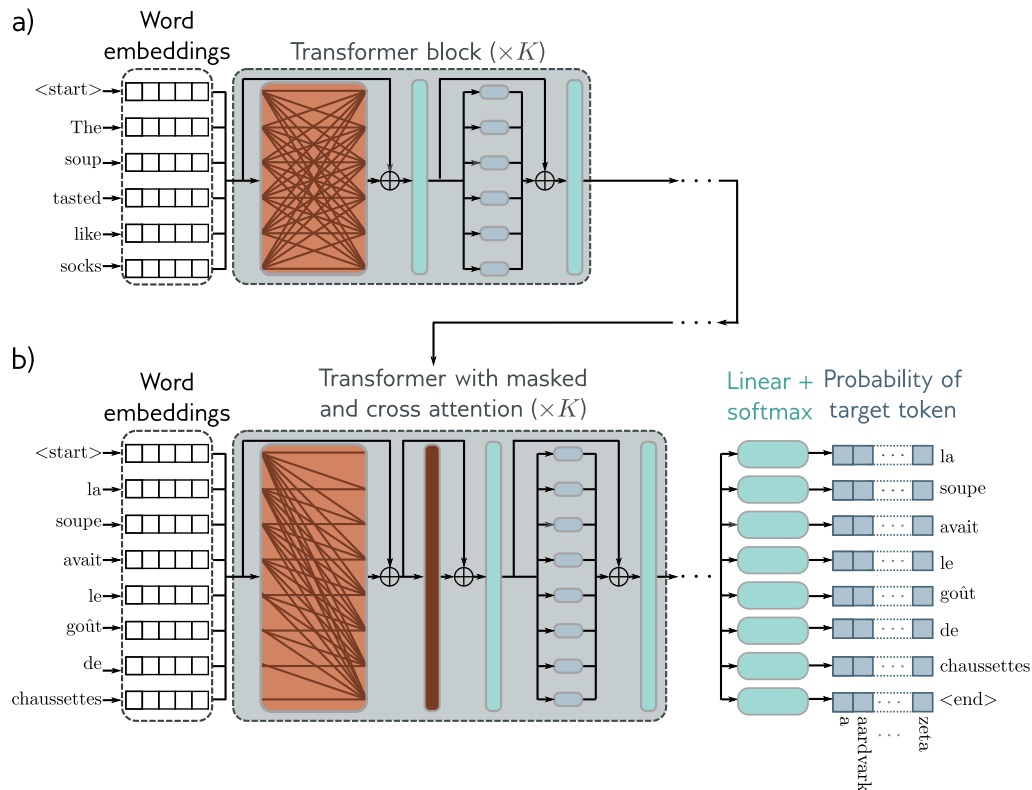 a)
Word
embeddings
Transformer block (×K)
<start>
The
soup
tasted
like
socks
· · ·
· · ·
b)
Word
embeddings
Transformer with masked
and cross attention (×K)
Linear +
softmax
Probability of
target token
<start>
la
soupe
avait
le
goût
de
chaussettes
· · ·
· · · la
· · · soupe
· · · avait
· · · le
· · · goût
· · · de
· · · chaussettes
· · · <end>
a
aardvark
· · ·
zeta